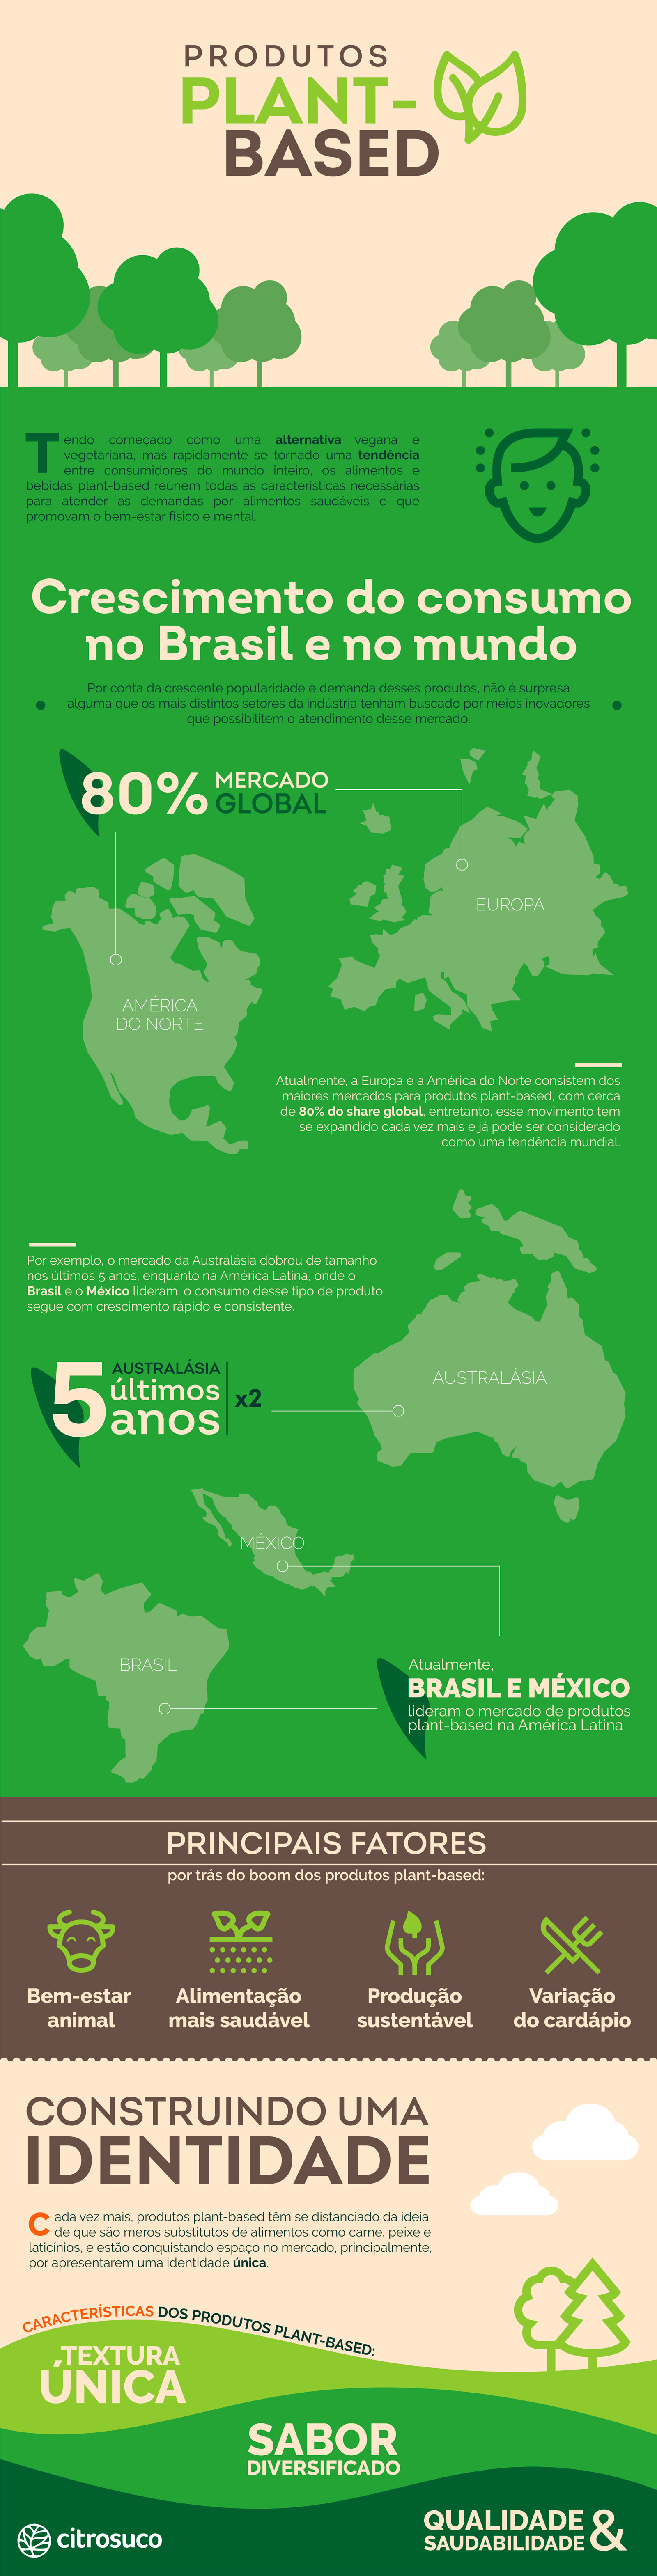 PRODUTOS
PLANT-
BASED
Tendo começado como uma alternativa vegana e
vegetariana, mas rapidamente se tornado uma tendência
entre consumidores do mundo inteiro, os alimentos e
bebidas plant-based reúnem todas as características necessárias
para atender as demandas por alimentos saudáveis e que
promovam o bem-estar físico e mental.
Crescimento do consumo
no Brasil e no mundo
Por conta da crescente popularidade e demanda desses produtos, não é surpresa
alguma que os mais distintos setores da indústria tenham buscado por meios inovadores
que possibilitem o atendimento desse mercado.
80% MERCADO
GLOBAL
EUROPA
AMÉRICA
DO NORTE
Atualmente, a Europa e a América do Norte consistem dos
maiores mercados para produtos plant-based, com cerca
de 80% do share global, entretanto, esse movimento tem
se expandido cada vez mais e já pode ser considerado
como uma tendência mundial.
Por exemplo, o mercado da Australásia dobrou de tamanho
nos últimos 5 anos, enquanto na América Latina, onde o
Brasil e o México lideram, o consumo desse tipo de produto
segue com crescimento rápido e consistente.
AUSTRALÁSIA
5 últimos
anos
x2
AUSTRALÁSIA
MÉXICO
BRASIL
Atualmente,
BRASIL E MÉXICO
lideram o mercado de produtos
plant-based na América Latina
PRINCIPAIS FATORES
por trás do boom dos produtos plant-based:
Bem-estar
animal
Alimentação
mais saudável
Produção
sustentável
Variação
do cardápio
CONSTRUINDO UMA
IDENTIDADE
Cada vez mais, produtos plant-based têm se distanciado da ideia
de que são meros substitutos de alimentos como carne, peixe e
laticínios, e estão conquistando espaço no mercado, principalmente,
por apresentarem uma identidade única.
CARACTERÍSTICAS DOS PRODUTOS PLANT-BASED:
TEXTURA
ÚNICA
SABOR
DIVERSIFICADO
QUALIDADE &
SAUDABILIDADE
citrosuco